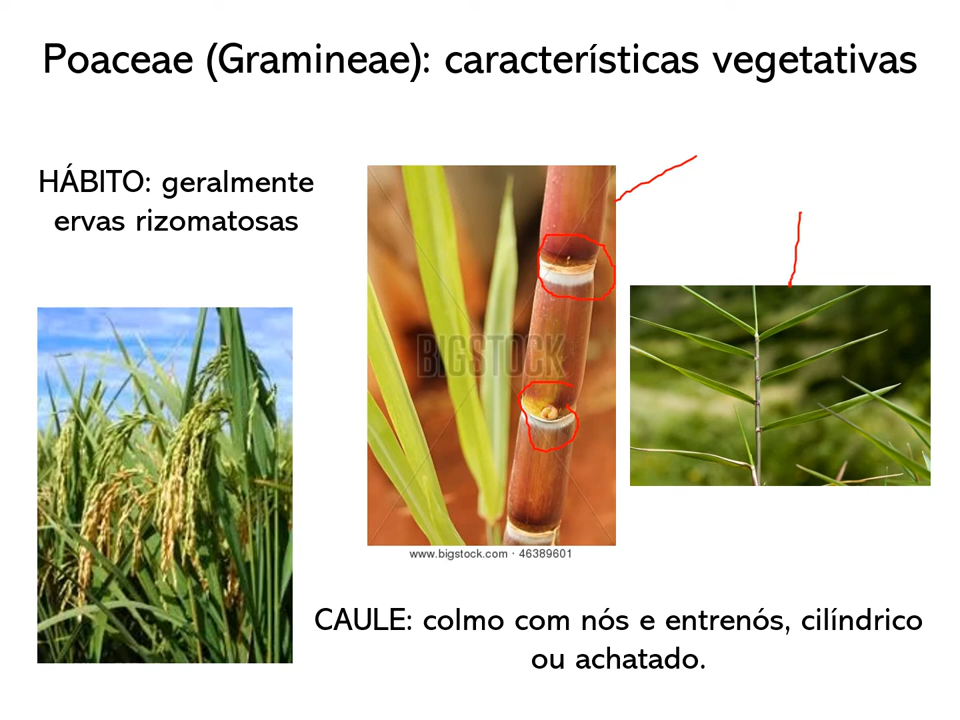 Poaceae (Gramineae): características vegetativas
HÁBITO: geralmente
ervas rizomatosas
BIGSTOCK
www.bigstock.com · 46389601
CAULE: colmo com nós e entrenós, cilíndrico
ou achatado.